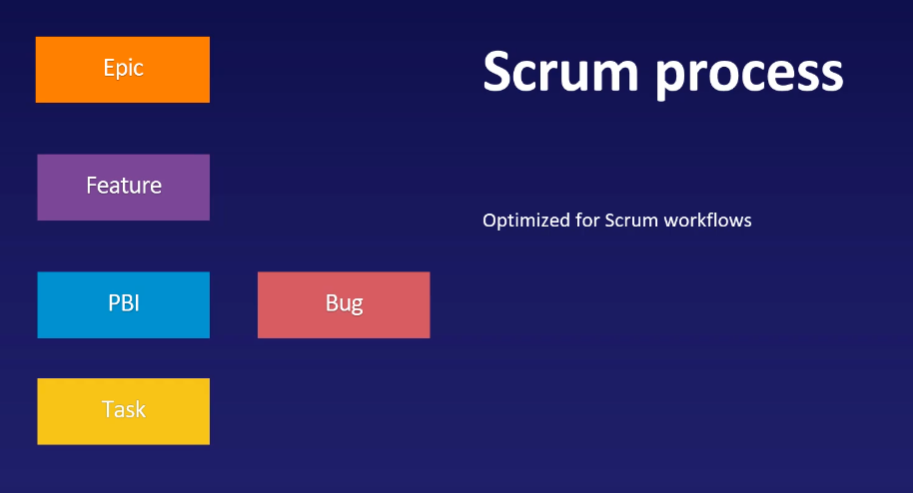 Epic
Scrum process
Feature
Optimized for Scrum workflows
PBI
Bug
Task